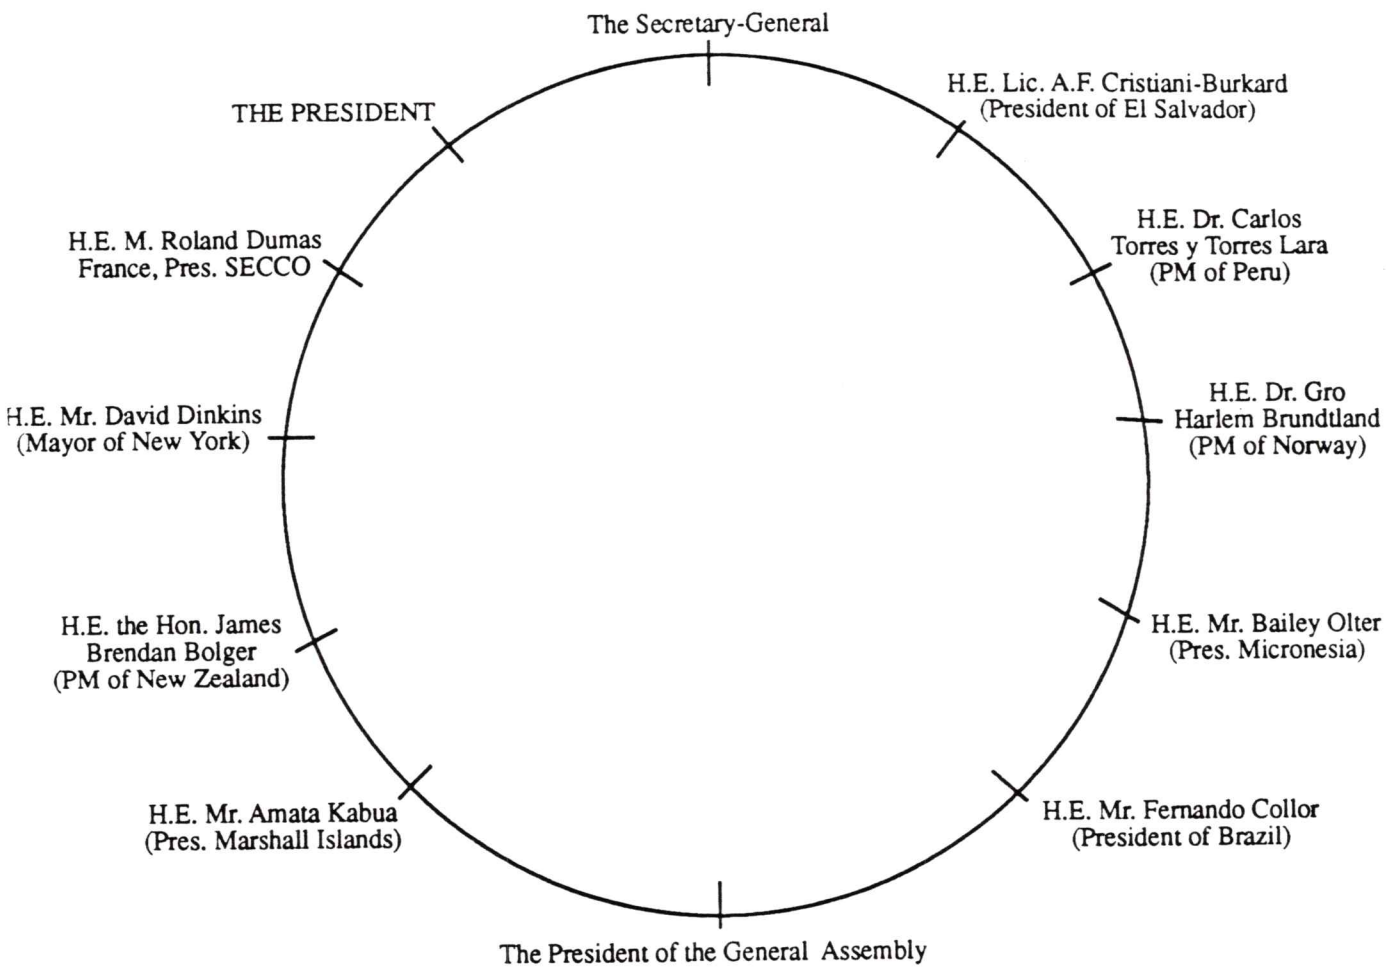 The Secretary-General
H.E. Lic. A.F. Cristiani-Burkard
(President of El Salvador)
THE PRESIDENT
H.E. Dr. Carlos
Torres y Torres Lara
(PM of Peru)
H.E. M. Roland Dumas
France, Pres. SECCO
H.E. Dr. Gro
Harlem Brundtland
(PM of Norway)
H.E. Mr. David Dinkins
(Mayor of New York)
H.E. Mr. Bailey Olter
(Pres. Micronesia)
H.E. the Hon. James
Brendan Bolger
(PM of New Zealand)
H.E. Mr. Fernando Collor
(President of Brazil)
H.E. Mr. Amata Kabua
(Pres. Marshall Islands)
The President of the General Assembly